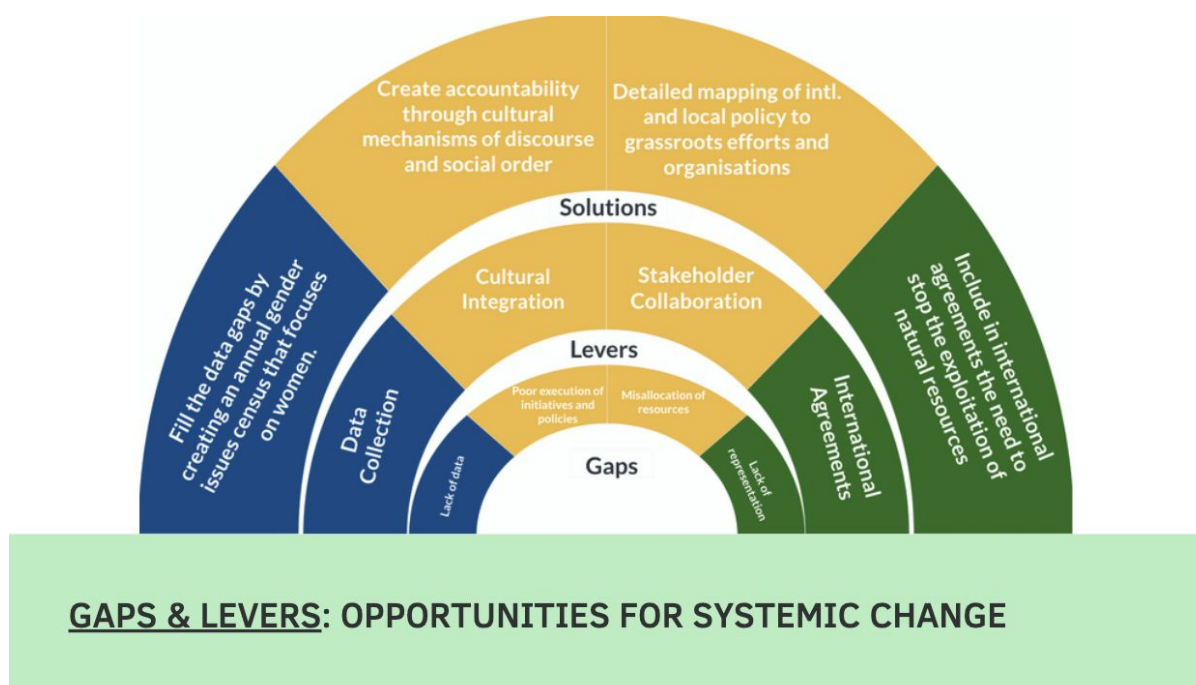 Create accountability
through cultural
mechanisms of discourse
and social order
Detailed mapping of intl.
and local policy to
grassroots efforts and
organisations
Fill the data gaps by
creating an annual gender
issues census that focuses
on women.
Include in international
agreements the need to
stop the exploitation of
natural resources
Solutions
Cultural
Integration
Stakeholder
Collaboration
Data
Collection
International
Agreements
Levers
Poor execution of
initiatives and
policies
Misallocation of
resources
Lack of data
Lack of
representation
Gaps
GAPS & LEVERS: OPPORTUNITIES FOR SYSTEMIC CHANGE